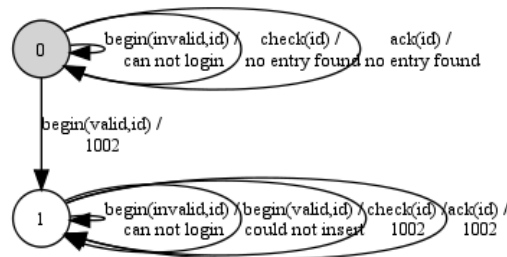 0
begin(invalid,id) /
can not login
check(id) /
no entry found
ack(id) /
no entry found
begin(valid,id) /
1002
1
begin(invalid,id) /
can not login
begin(valid,id) /
could not insert
check(id) /
1002
ack(id) /
1002